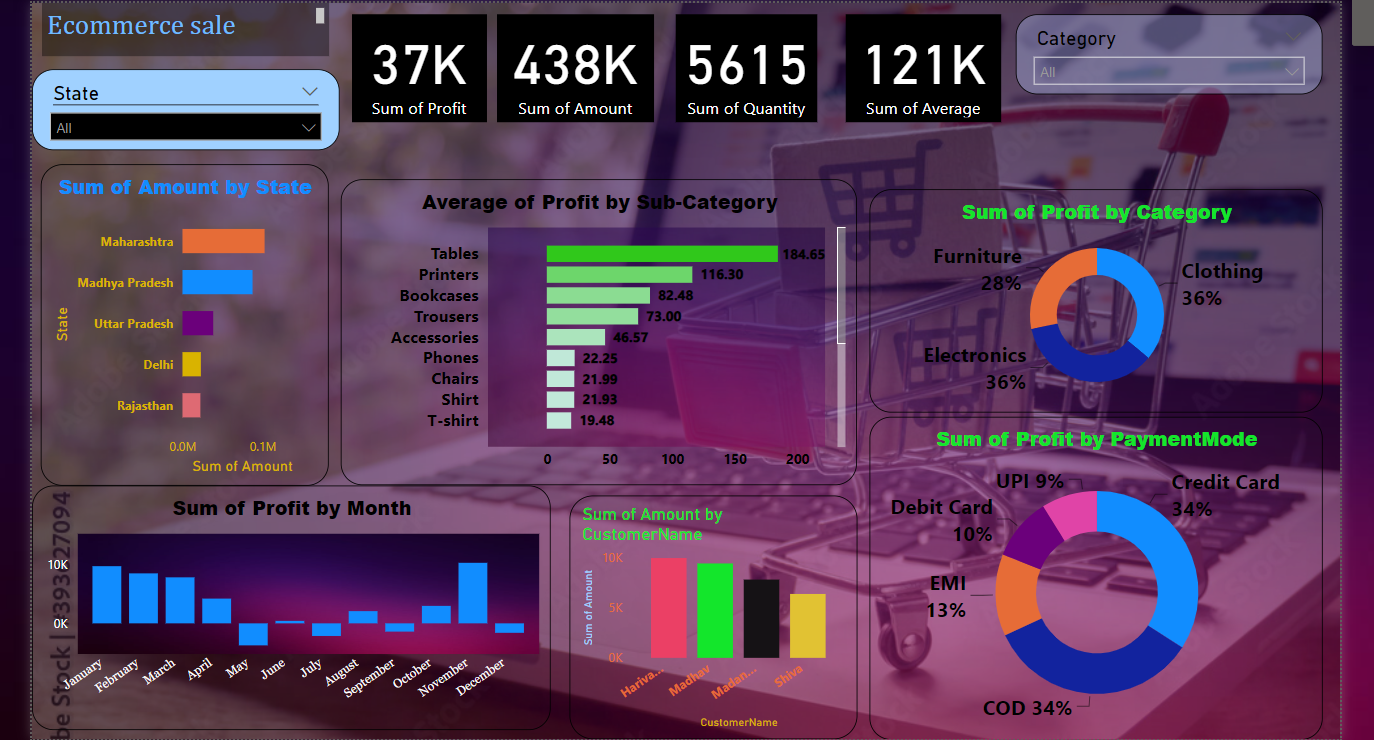 Ecommerce sale
State
All
37K
Sum of Profit
438K
Sum of Amount
5615
Sum of Quantity
121K
Sum of Average
Category
All
Sum of Amount by State
State
Maharashtra
Madhya Pradesh
Uttar Pradesh
Delhi
Rajasthan
0.0M 0.1M
Sum of Amount
Average of Profit by Sub-Category
Tables 184.65
Printers 116.30
Bookcases 82.48
Trousers 73.00
Accessories 46.57
Phones 22.25
Chairs 21.99
Shirt 21.93
T-shirt 19.48
0 50 100 150 200
Sum of Profit by Category
Furniture
28%
Clothing
36%
Electronics
36%
Sum of Profit by Month
10K
0K
January February March April May June July August September October November December
Sum of Amount by
CustomerName
Sum of Amount
10K
5K
0K
Hariva... Madhav Madan... Shiva
CustomerName
Sum of Profit by PaymentMode
UPI 9%
Credit Card
34%
Debit Card
10%
EMI
13%
COD 34%